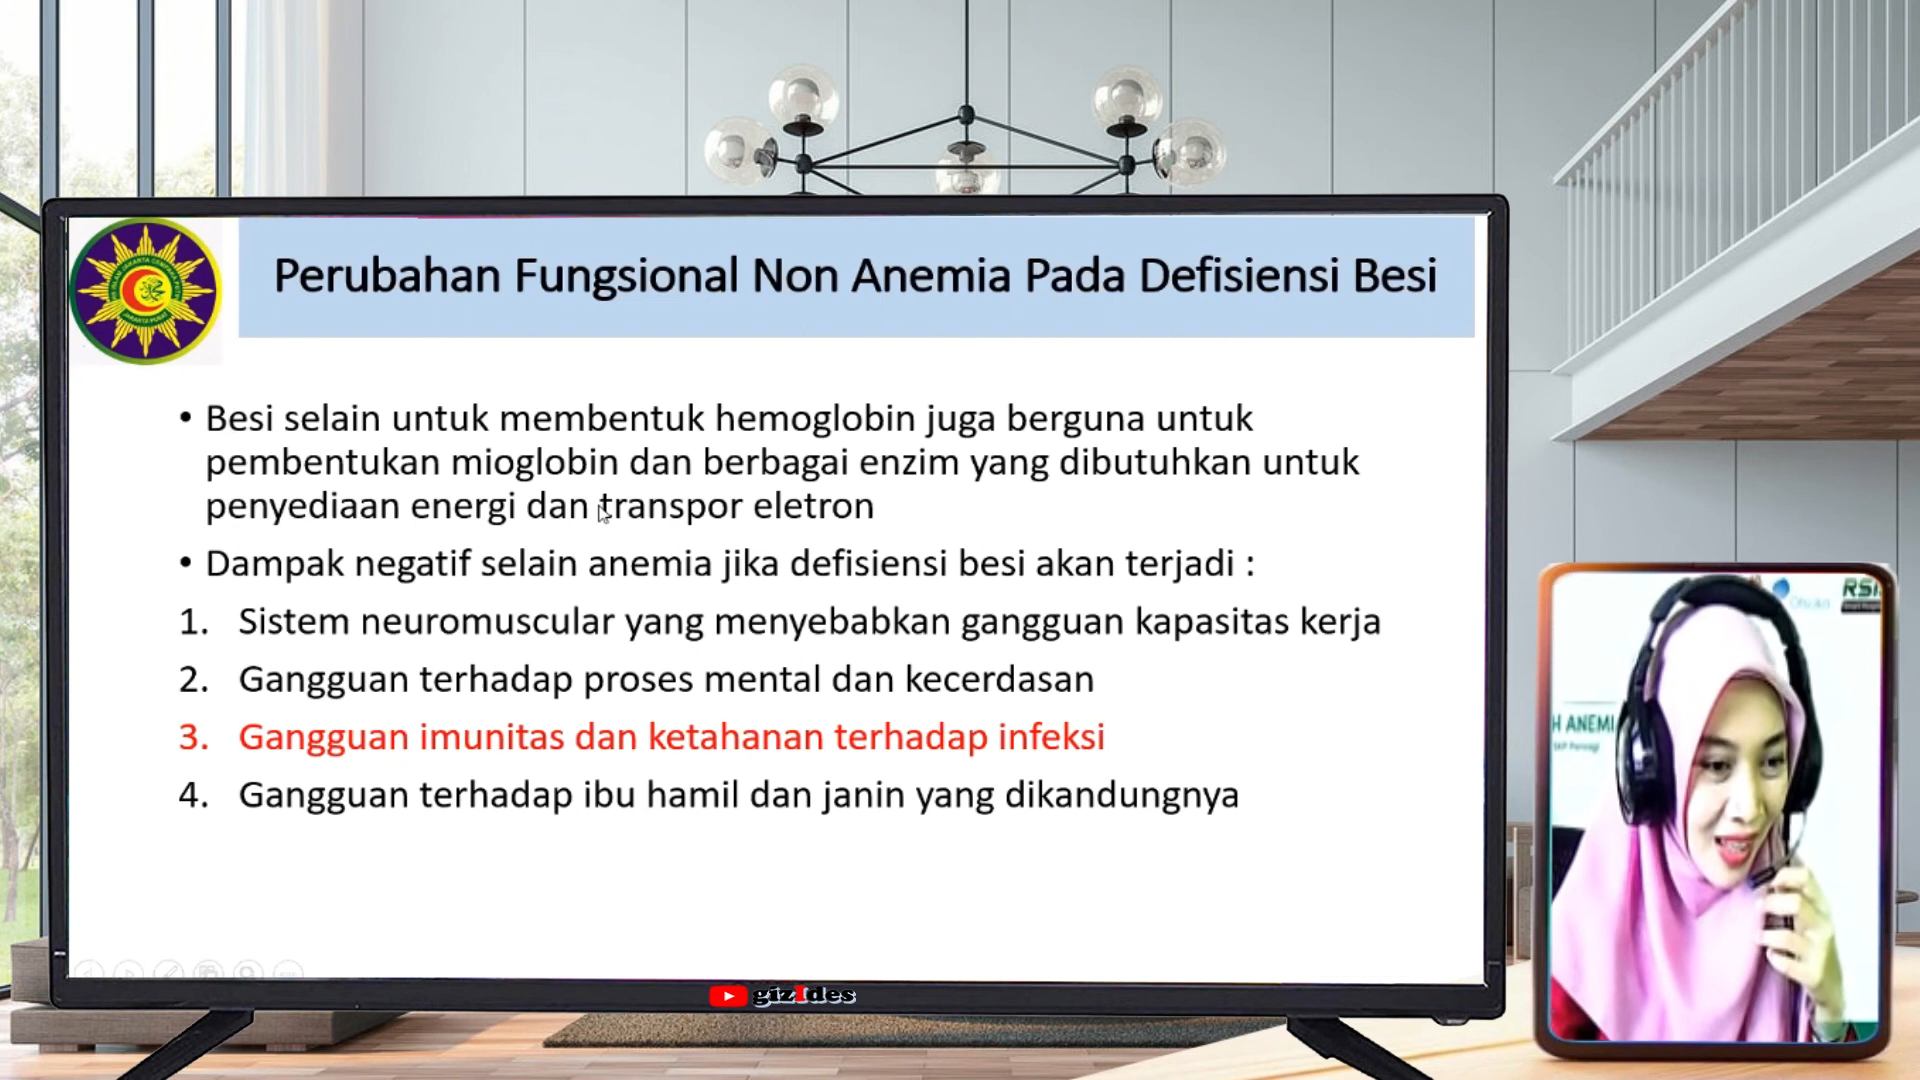 Perubahan Fungsional Non Anemia Pada Defisiensi Besi
• Besi selain untuk membentuk hemoglobin juga berguna untuk
pembentukan mioglobin dan berbagai enzim yang dibutuhkan untuk
penyediaan energi dan transpor eletron
• Dampak negatif selain anemia jika defisiensi besi akan terjadi :
1. Sistem neuromuscular yang menyebabkan gangguan kapasitas kerja
2. Gangguan terhadap proses mental dan kecerdasan
3. Gangguan imunitas dan ketahanan terhadap infeksi
4. Gangguan terhadap ibu hamil dan janin yang dikandungnya
H ANEMI
gizIdes